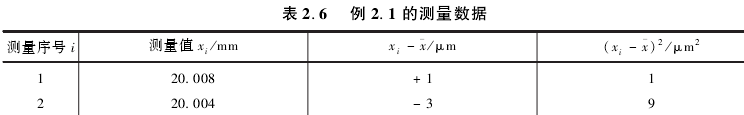 表 2.6 例 2.1 的测量数据
测量序号 i 测量值 xᵢ/mm xᵢ - x̄/μm (xᵢ - x̄)²/μm²
1 20.008 + 1 1
2 20.004 - 3 9